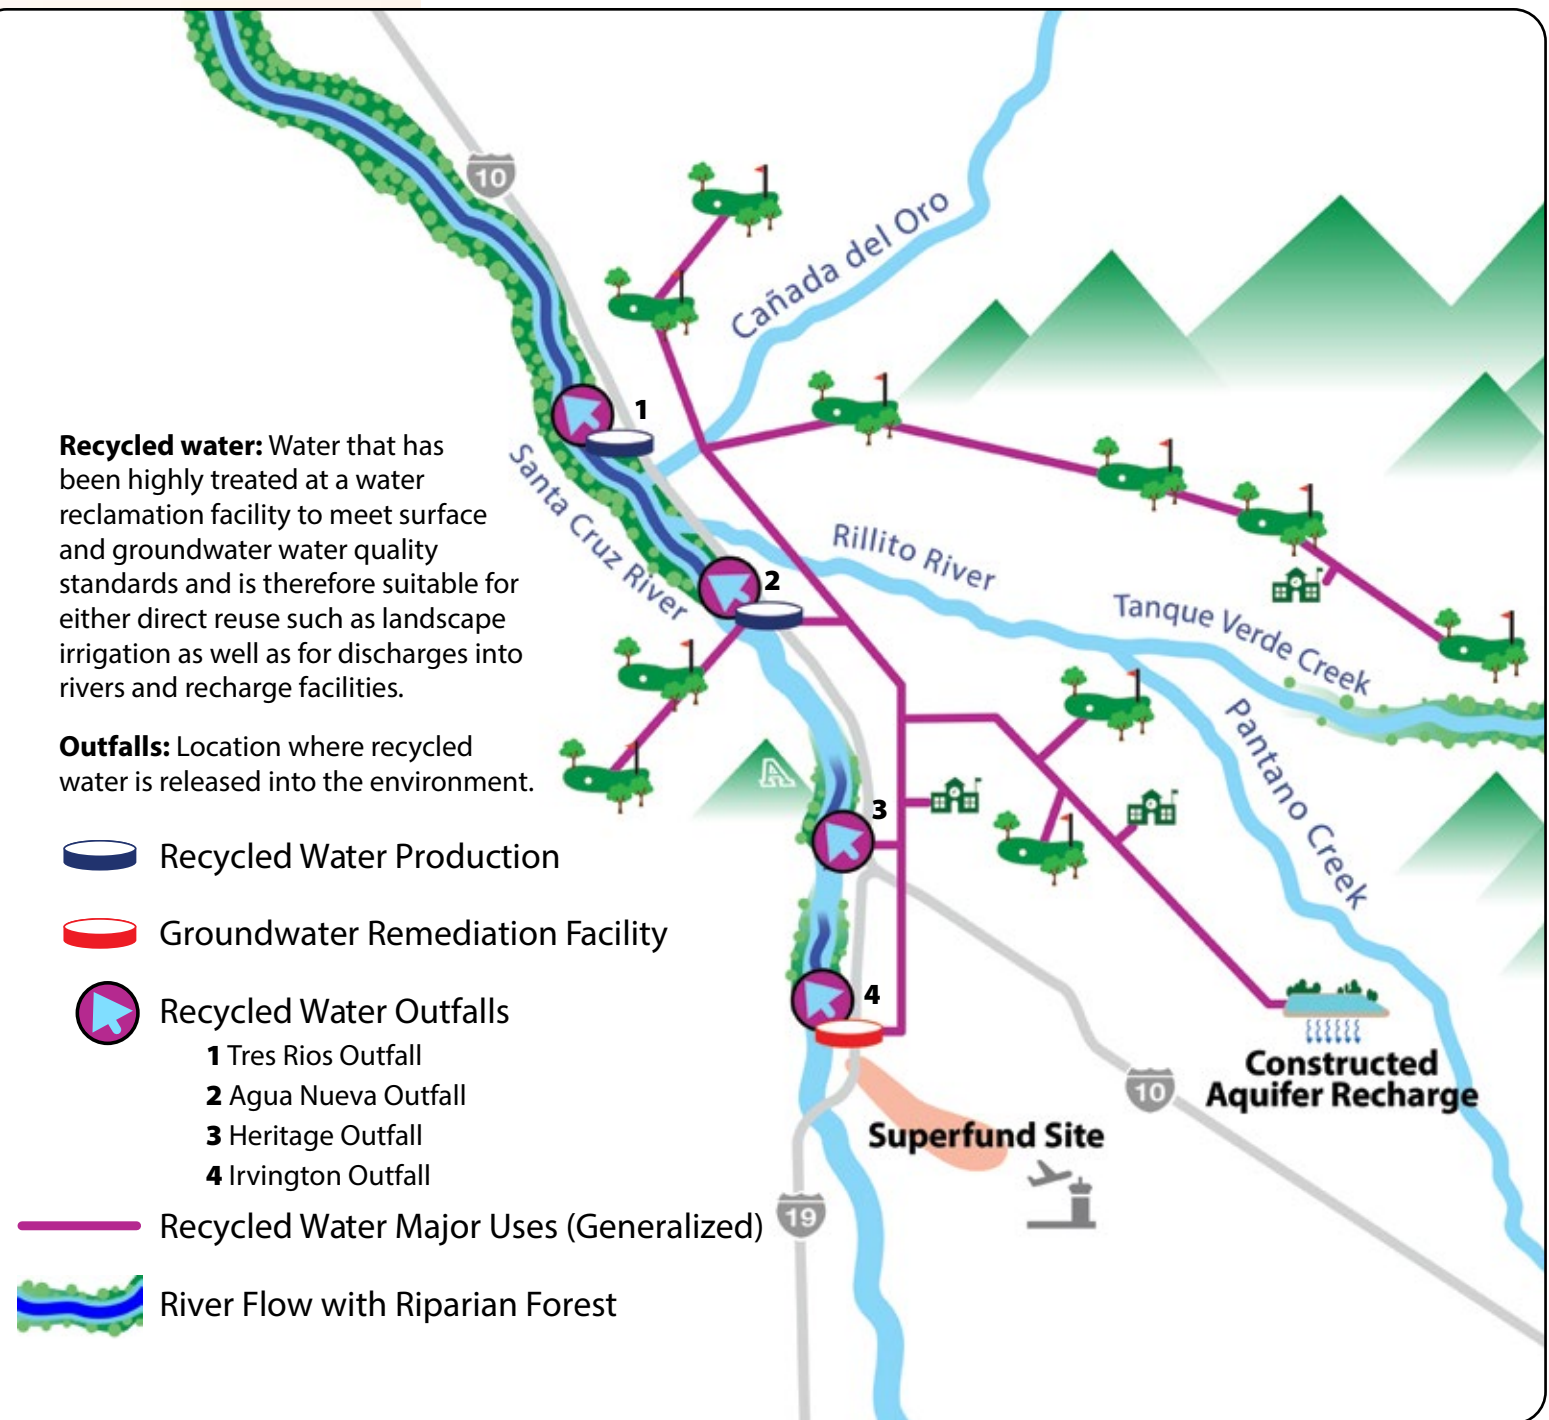 10
Cañada del Oro
1
Recycled water: Water that has
been highly treated at a water
reclamation facility to meet surface
and groundwater water quality
standards and is therefore suitable for
either direct reuse such as landscape
irrigation as well as for discharges into
rivers and recharge facilities.
Santa Cruz River
2
Rillito River
Tanque Verde Creek
Pantano Creek
Outfalls: Location where recycled
water is released into the environment.
A
3
Recycled Water Production
Groundwater Remediation Facility
4
Recycled Water Outfalls
1 Tres Rios Outfall
2 Agua Nueva Outfall
3 Heritage Outfall
4 Irvington Outfall
Constructed
Aquifer Recharge
10
Superfund Site
19
Recycled Water Major Uses (Generalized)
River Flow with Riparian Forest